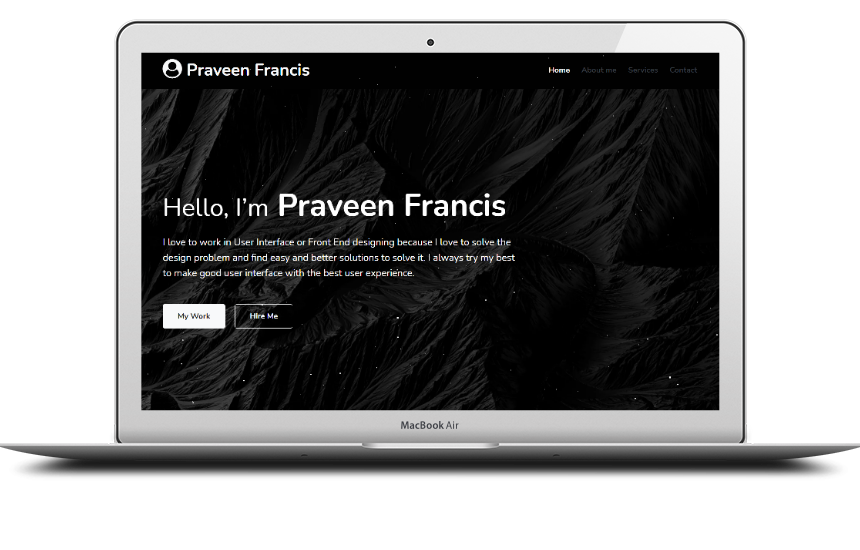 Praveen Francis
Home About me Services Contact
Hello, I'm Praveen Francis
I love to work in User Interface or Front End designing because I love to solve the
design problem and find easy and better solutions to solve it. I always try my best
to make good user interface with the best user experience.
My Work Hire Me
MacBook Air